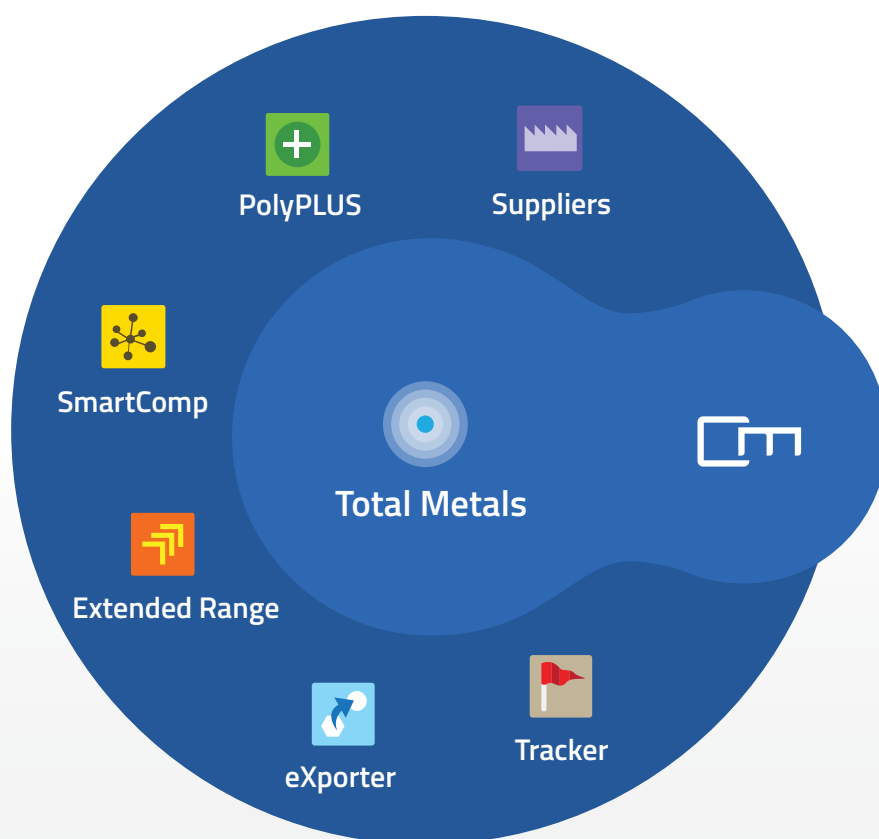 PolyPLUS
Suppliers
SmartComp
Total Metals
Extended Range
eXporter
Tracker